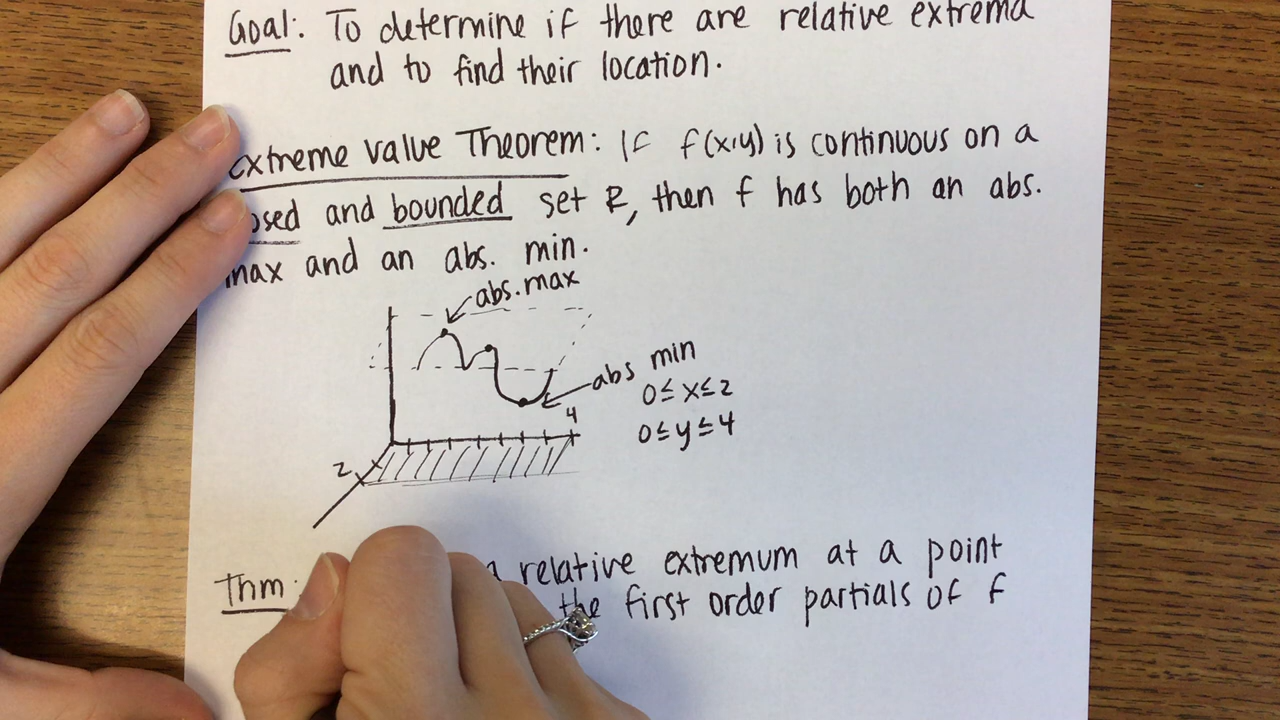 Goal: To determine if there are relative extrema
and to find their location.
Extreme Value Theorem: If f(x,y) is continuous on a
and bounded set R, then f has both an abs.
max and an abs. min.
abs. max
abs min
0 ≤ x ≤ 2
4
0 ≤ y ≤ 4
2
Thm: relative extremum at a point
the first order partials of f